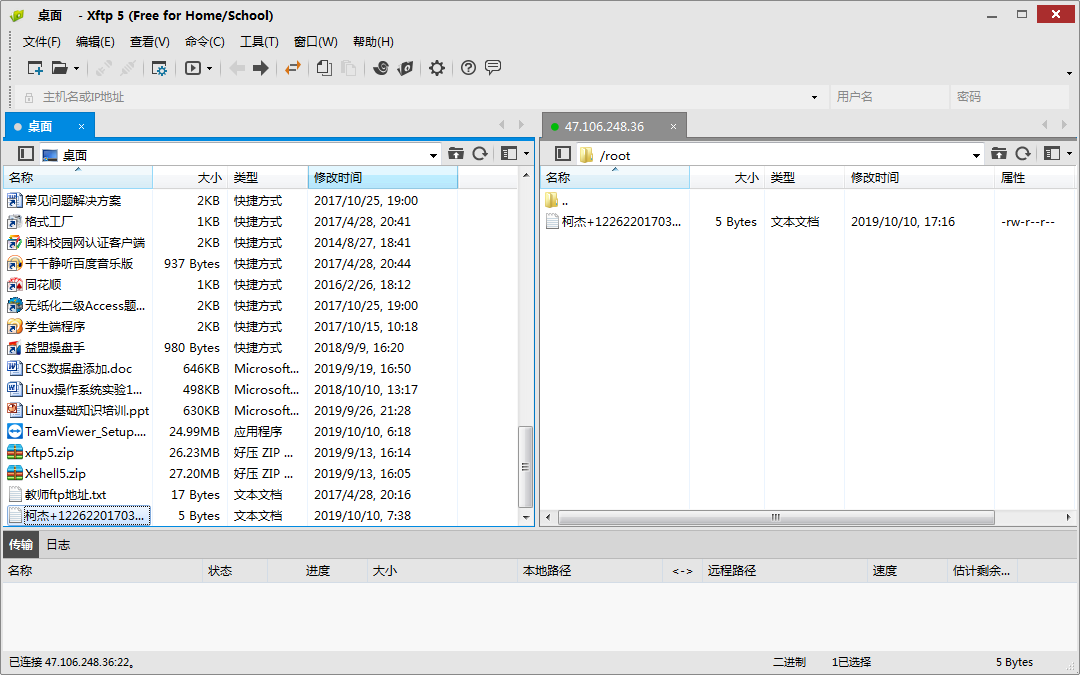 桌面 - Xftp 5 (Free for Home/School)
文件(F) 编辑(E) 查看(V) 命令(C) 工具(T) 窗口(W) 帮助(H)
主机名或IP地址 用户名 密码
桌面 × 47.106.248.36 ×
桌面 /root
名称 大小 类型 修改时间 名称 大小 类型 修改时间 属性
常见问题解决方案 2KB 快捷方式 2017/10/25, 19:00 ..
格式工厂 1KB 快捷方式 2017/4/28, 20:41 柯杰+12262201703... 5 Bytes 文本文档 2019/10/10, 17:16 -rw-r--r--
闽科校园网认证客户端 2KB 快捷方式 2014/8/27, 18:41
千千静听百度音乐版 937 Bytes 快捷方式 2017/4/28, 20:44
同花顺 1KB 快捷方式 2016/2/26, 18:12
无纸化二级Access题... 2KB 快捷方式 2017/10/25, 19:00
学生端程序 2KB 快捷方式 2017/10/15, 10:18
益盟操盘手 980 Bytes 快捷方式 2018/9/9, 16:20
ECS数据盘添加.doc 646KB Microsoft... 2019/9/19, 16:50
Linux操作系统实验1... 498KB Microsoft... 2018/10/10, 13:17
Linux基础知识培训.ppt 630KB Microsoft... 2019/9/26, 21:28
TeamViewer_Setup.... 24.99MB 应用程序 2019/10/10, 6:18
xftp5.zip 26.23MB 好压 ZIP ... 2019/9/13, 16:14
Xshell5.zip 27.20MB 好压 ZIP ... 2019/9/13, 16:05
教师ftp地址.txt 17 Bytes 文本文档 2017/4/28, 20:16
柯杰+12262201703... 5 Bytes 文本文档 2019/10/10, 7:38
传输 日志
名称 状态 进度 大小 本地路径 <-> 远程路径 速度 估计剩余...
已连接 47.106.248.36:22。 二进制 1已选择 5 Bytes